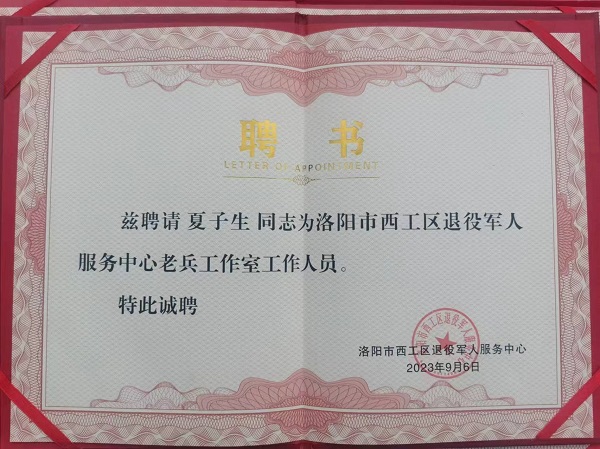 聘 书
LETTER OF APPOINTMENT
兹聘请 夏子生 同志为洛阳市西工区退役军人
服务中心老兵工作室工作人员。
特此诚聘
洛阳市西工区退役军人服务中心
2023年9月6日